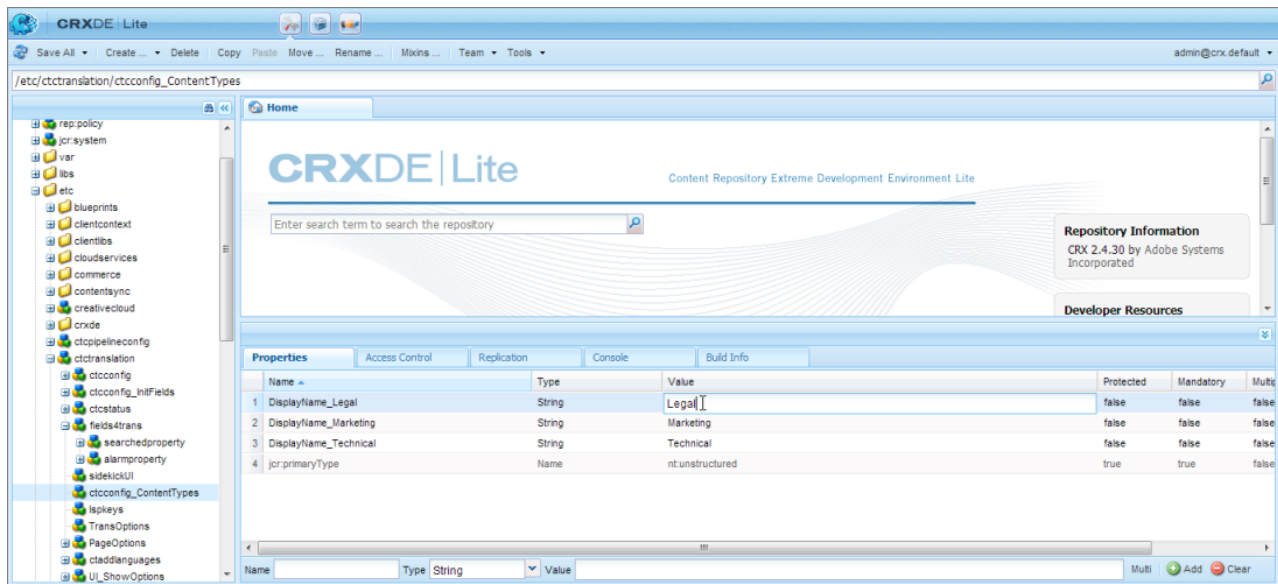 CRXDE | Lite
Save All Create ... Delete Copy Paste Move ... Rename ... Mixins ... Team Tools admin@crx.default
/etc/ctctranslation/ctcconfig_ContentTypes
Home
rep:policy
jcr:system
var
libs
etc
blueprints
clientcontext
clientlibs
cloudservices
commerce
contentsync
creativecloud
crxde
ctcpipelineconfig
ctctranslation
ctcconfig
ctcconfig_InitFields
ctcstatus
fields4trans
searchedproperty
alarmproperty
sidekickUI
ctcconfig_ContentTypes
lspkeys
TransOptions
PageOptions
ctaddlanguages
UI_ShowOptions
CRXDE | Lite
Content Repository Extreme Development Environment Lite
Enter search term to search the repository
Repository Information
CRX 2.4.30 by Adobe Systems
Incorporated
Developer Resources
Properties Access Control Replication Console Build Info
Name Type Value Protected Mandatory Multip
1 DisplayName_Legal String Legal false false false
2 DisplayName_Marketing String Marketing false false false
3 DisplayName_Technical String Technical false false false
4 jcr:primaryType Name nt:unstructured true true false
Name Type String Value Multi Add Clear